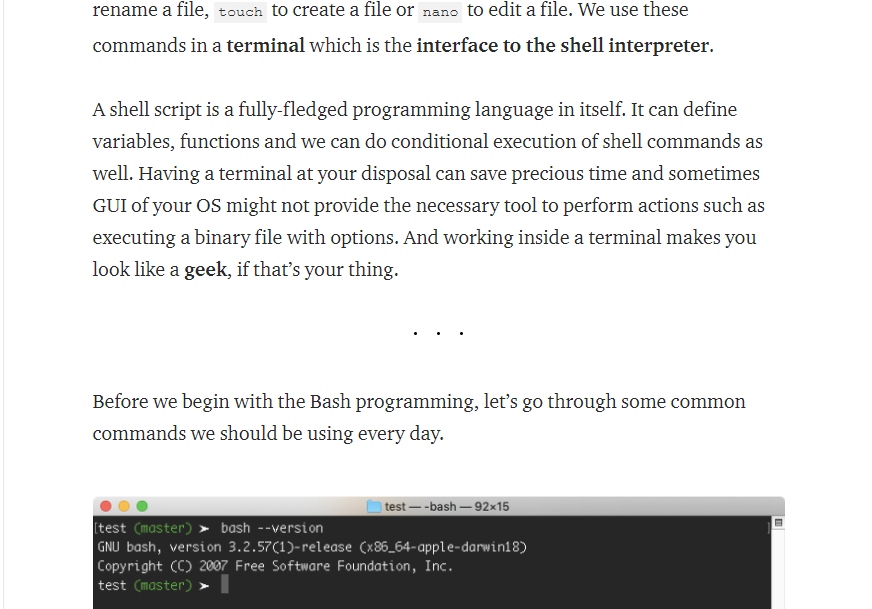 rename a file, touch to create a file or nano to edit a file. We use these
commands in a terminal which is the interface to the shell interpreter.
A shell script is a fully-fledged programming language in itself. It can define
variables, functions and we can do conditional execution of shell commands as
well. Having a terminal at your disposal can save precious time and sometimes
GUI of your OS might not provide the necessary tool to perform actions such as
executing a binary file with options. And working inside a terminal makes you
look like a geek, if that’s your thing.
. . .
Before we begin with the Bash programming, let’s go through some common
commands we should be using every day.
test — -bash — 92×15
[test (master) ➤ bash --version ]
GNU bash, version 3.2.57(1)-release (x86_64-apple-darwin18)
Copyright (C) 2007 Free Software Foundation, Inc.
test (master) ➤